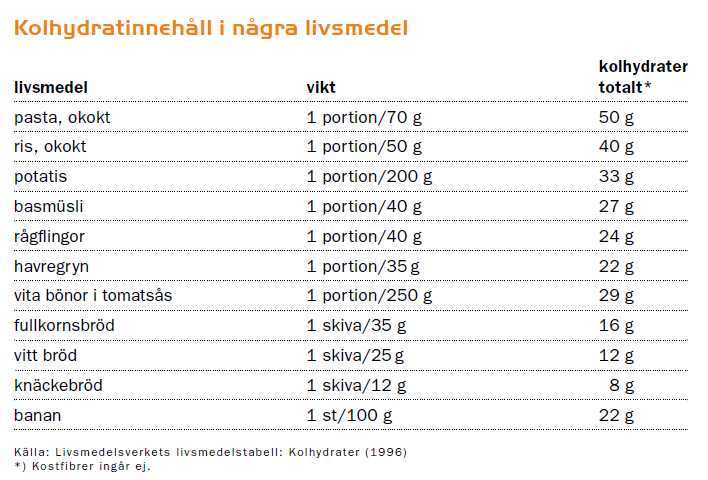 Kolhydratinnehåll i några livsmedel
livsmedel vikt kolhydrater totalt*
pasta, okokt 1 portion/70 g 50 g
ris, okokt 1 portion/50 g 40 g
potatis 1 portion/200 g 33 g
basmüsli 1 portion/40 g 27 g
rågflingor 1 portion/40 g 24 g
havregryn 1 portion/35 g 22 g
vita bönor i tomatsås 1 portion/250 g 29 g
fullkornsbröd 1 skiva/35 g 16 g
vitt bröd 1 skiva/25 g 12 g
knäckebröd 1 skiva/12 g 8 g
banan 1 st/100 g 22 g
Källa: Livsmedelsverkets livsmedelstabell: Kolhydrater (1996)
*) Kostfibrer ingår ej.